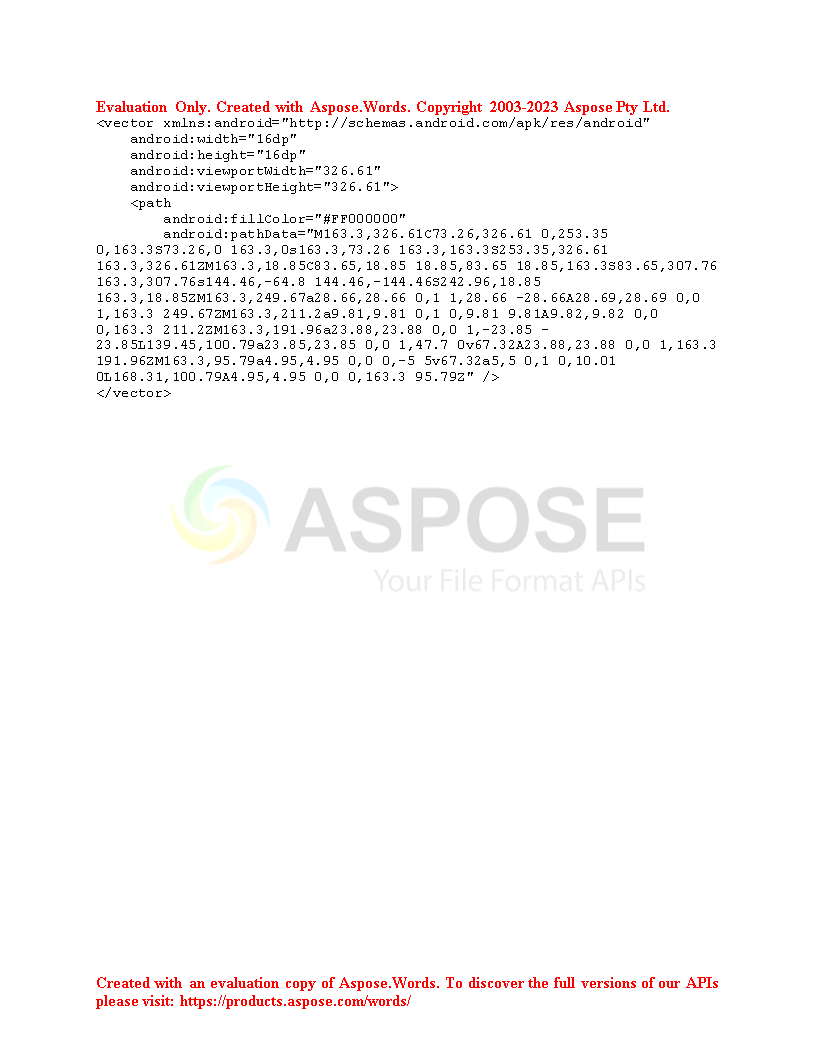 Evaluation Only. Created with Aspose.Words. Copyright 2003-2023 Aspose Pty Ltd.
<vector xmlns:android="http://schemas.android.com/apk/res/android"
    android:width="16dp"
    android:height="16dp"
    android:viewportWidth="326.61"
    android:viewportHeight="326.61">
    <path
        android:fillColor="#FF000000"
        android:pathData="M163.3,326.61C73.26,326.61 0,253.35
0,163.3S73.26,0 163.3,0s163.3,73.26 163.3,163.3S253.35,326.61
163.3,326.61ZM163.3,18.85C83.65,18.85 18.85,83.65 18.85,163.3S83.65,307.76
163.3,307.76s144.46,-64.8 144.46,-144.46S242.96,18.85
163.3,18.85ZM163.3,249.67a28.66,28.66 0,1 1,28.66 -28.66A28.69,28.69 0,0
1,163.3 249.67ZM163.3,211.2a9.81,9.81 0,1 0,9.81 9.81A9.82,9.82 0,0
0,163.3 211.2ZM163.3,191.96a23.88,23.88 0,0 1,-23.85 -
23.85L139.45,100.79a23.85,23.85 0,0 1,47.7 0v67.32A23.88,23.88 0,0 1,163.3
191.96ZM163.3,95.79a4.95,4.95 0,0 0,-5 5v67.32a5,5 0,1 0,10.01
0L168.31,100.79A4.95,4.95 0,0 0,163.3 95.79Z" />
</vector>
ASPOSE
Your File Format APIs
Created with an evaluation copy of Aspose.Words. To discover the full versions of our APIs
please visit: https://products.aspose.com/words/